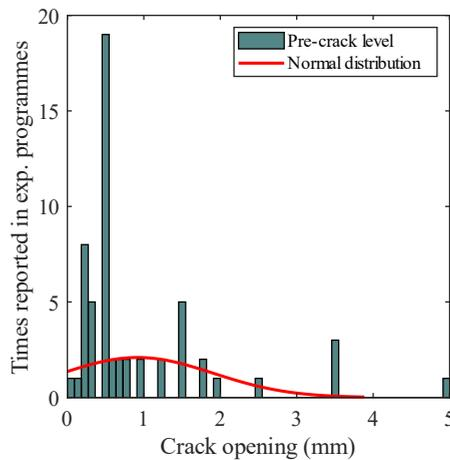 Pre-crack level
Normal distribution
Times reported in exp. programmes
20
15
10
5
0
0 1 2 3 4 5
Crack opening (mm)